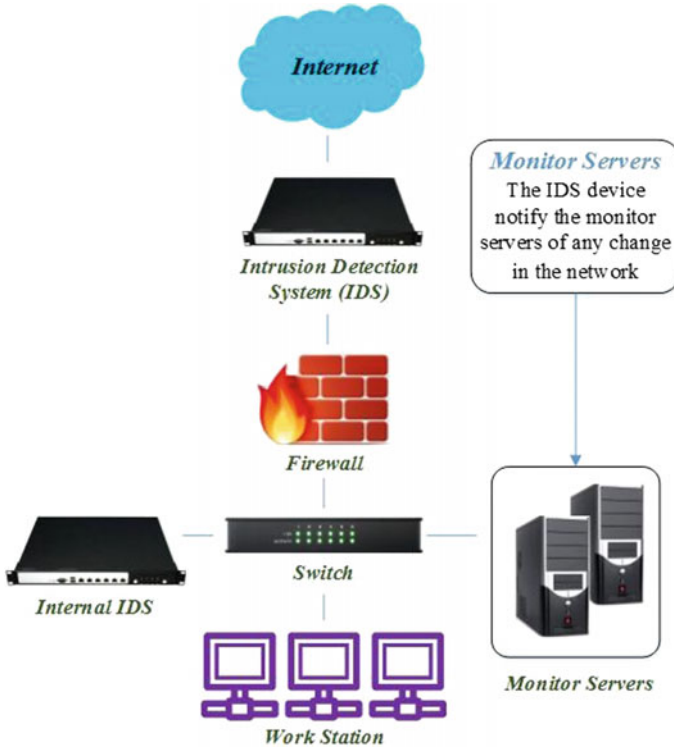 Internet
Monitor Servers
The IDS device
notify the monitor
servers of any change
in the network
Intrusion Detection
System (IDS)
Firewall
Switch
Internal IDS
Monitor Servers
Work Station